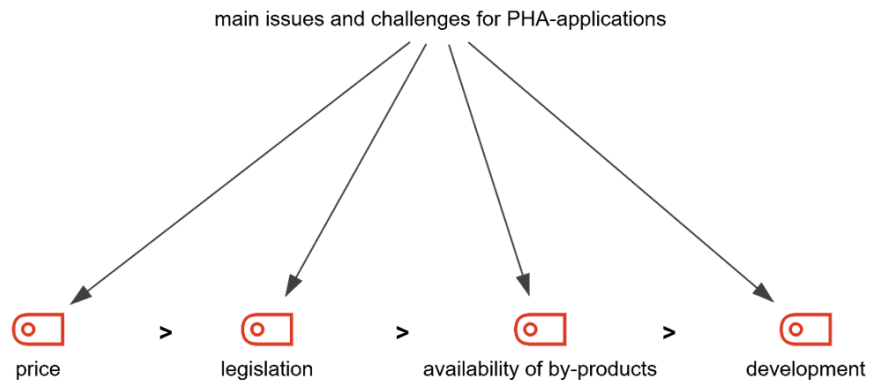 main issues and challenges for PHA-applications
> > >
price legislation availability of by-products development